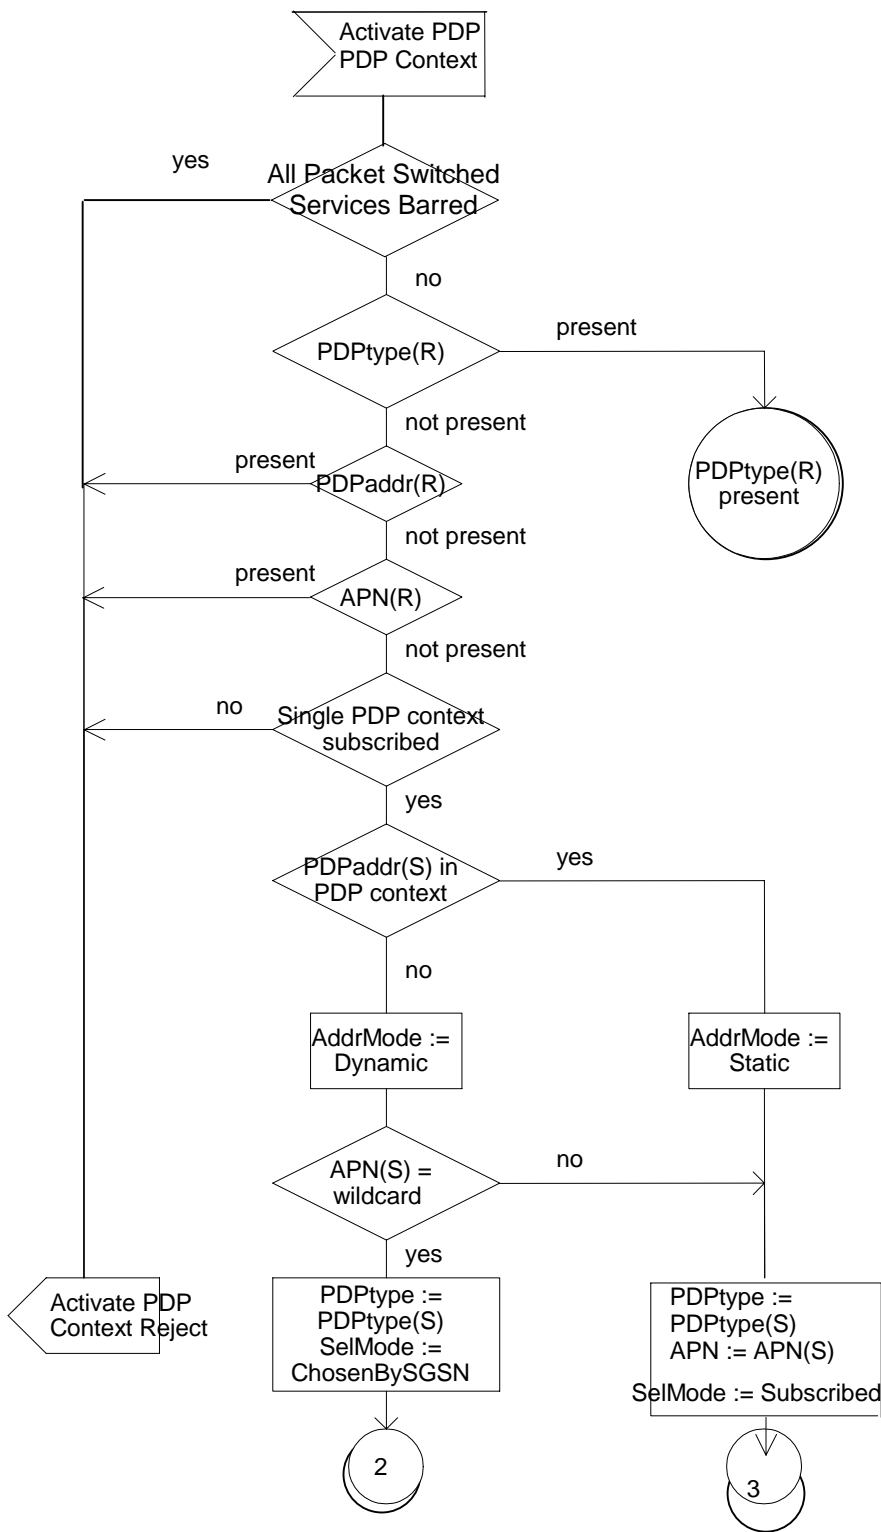 Activate PDP
PDP Context
yes
All Packet Switched
Services Barred
no
PDPtype(R)
present
not present
present
PDPaddr(R)
PDPtype(R)
present
not present
present
APN(R)
not present
no
Single PDP context
subscribed
yes
PDPaddr(S) in
PDP context
yes
no
AddrMode :=
Dynamic
AddrMode :=
Static
APN(S) =
wildcard
no
yes
Activate PDP
Context Reject
PDPtype :=
PDPtype(S)
SelMode :=
ChosenBySGSN
PDPtype :=
PDPtype(S)
APN := APN(S)
SelMode := Subscribed
2
3